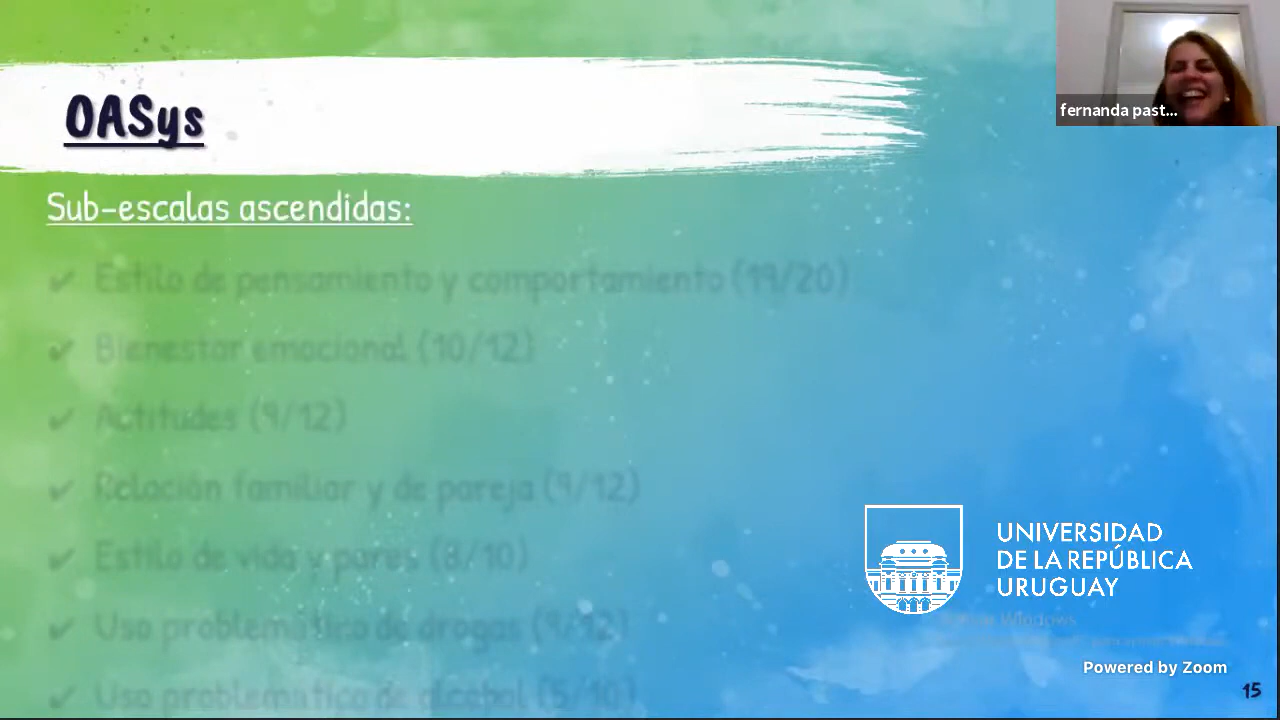 OASys
fernanda past...
Sub-escalas ascendidas:
✔ Estilo de pensamiento y comportamiento (19/20)
✔ Bienestar emocional (10/12)
✔ Actitudes (9/12)
✔ Relación familiar y de pareja (9/12)
✔ Estilo de vida y pares (8/10)
✔ Uso problemático de drogas (9/12)
✔ Uso problemático de alcohol (5/10)
UNIVERSIDAD
DE LA REPÚBLICA
URUGUAY
Windows
Powered by Zoom
15